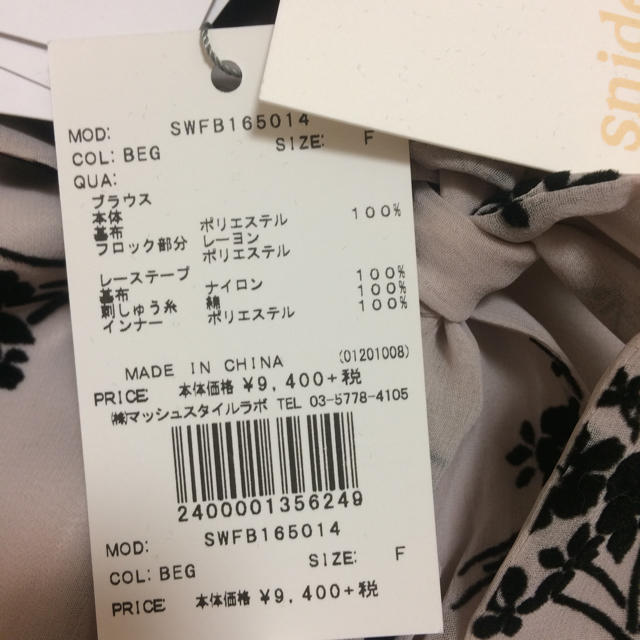 snide
MOD: SWFB165014
COL: BEG SIZE: F
QUA:
ブラウス
本体
基布 ポリエステル 100%
フロック部分 レーヨン
ポリエステル
レーステープ
基布 ナイロン 100%
刺しゅう糸 綿 100%
インナー ポリエステル 100%
MADE IN CHINA (01201008)
PRICE: 本体価格 ¥9,400+税
㈱マッシュスタイルラボ TEL 03-5778-4105
2400001356249
MOD: SWFB165014
COL: BEG SIZE: F
PRICE: 本体価格 ¥9,400+税